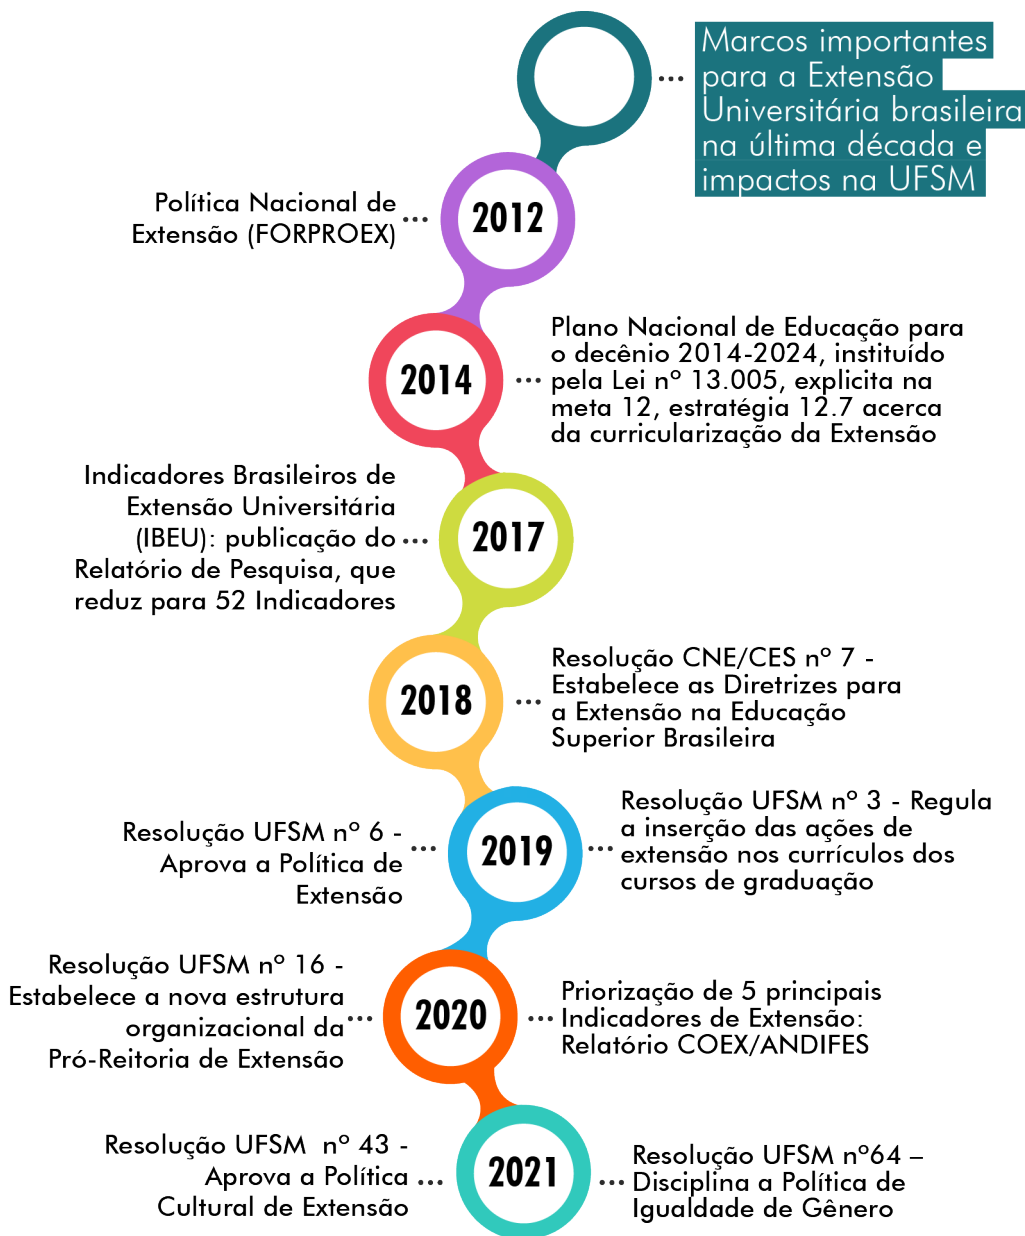 Marcos importantes
para a Extensão
Universitária brasileira
na última década e
impactos na UFSM
2012
Política Nacional de
Extensão (FORPROEX)
2014
Plano Nacional de Educação para
o decênio 2014-2024, instituído
pela Lei nº 13.005, explicita na
meta 12, estratégia 12.7 acerca
da curricularização da Extensão
2017
Indicadores Brasileiros de
Extensão Universitária
(IBEU): publicação do
Relatório de Pesquisa, que
reduz para 52 Indicadores
2018
Resolução CNE/CES nº 7 -
Estabelece as Diretrizes para
a Extensão na Educação
Superior Brasileira
2019
Resolução UFSM nº 6 -
Aprova a Política de
Extensão
Resolução UFSM nº 3 - Regula
a inserção das ações de
extensão nos currículos dos
cursos de graduação
2020
Resolução UFSM nº 16 -
Estabelece a nova estrutura
organizacional da
Pró-Reitoria de Extensão
Priorização de 5 principais
Indicadores de Extensão:
Relatório COEX/ANDIFES
2021
Resolução UFSM  nº 43 -
Aprova a Política
Cultural de Extensão
Resolução UFSM nº64 –
Disciplina a Política de
Igualdade de Gênero